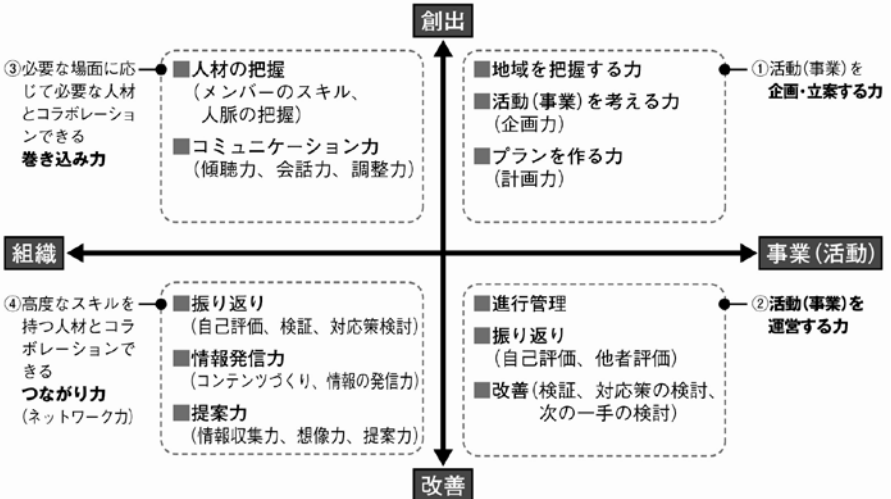 創出
③必要な場面に応
じて必要な人材
とコラボレーショ
ンできる
巻き込み力
■人材の把握
(メンバーのスキル、
人脈の把握)
■コミュニケーション力
(傾聴力、会話力、調整力)
■地域を把握する力
■活動(事業)を考える力
(企画力)
■プランを作る力
(計画力)
①活動(事業)を
企画・立案する力
組織
事業(活動)
④高度なスキルを
持つ人材とコラ
ボレーションで
きる
つながり力
(ネットワーク力)
■振り返り
(自己評価、検証、対応策検討)
■情報発信力
(コンテンツづくり、情報の発信力)
■提案力
(情報収集力、想像力、提案力)
■進行管理
■振り返り
(自己評価、他者評価)
■改善(検証、対応策の検討、
次の一手の検討)
②活動(事業)を
運営する力
改善